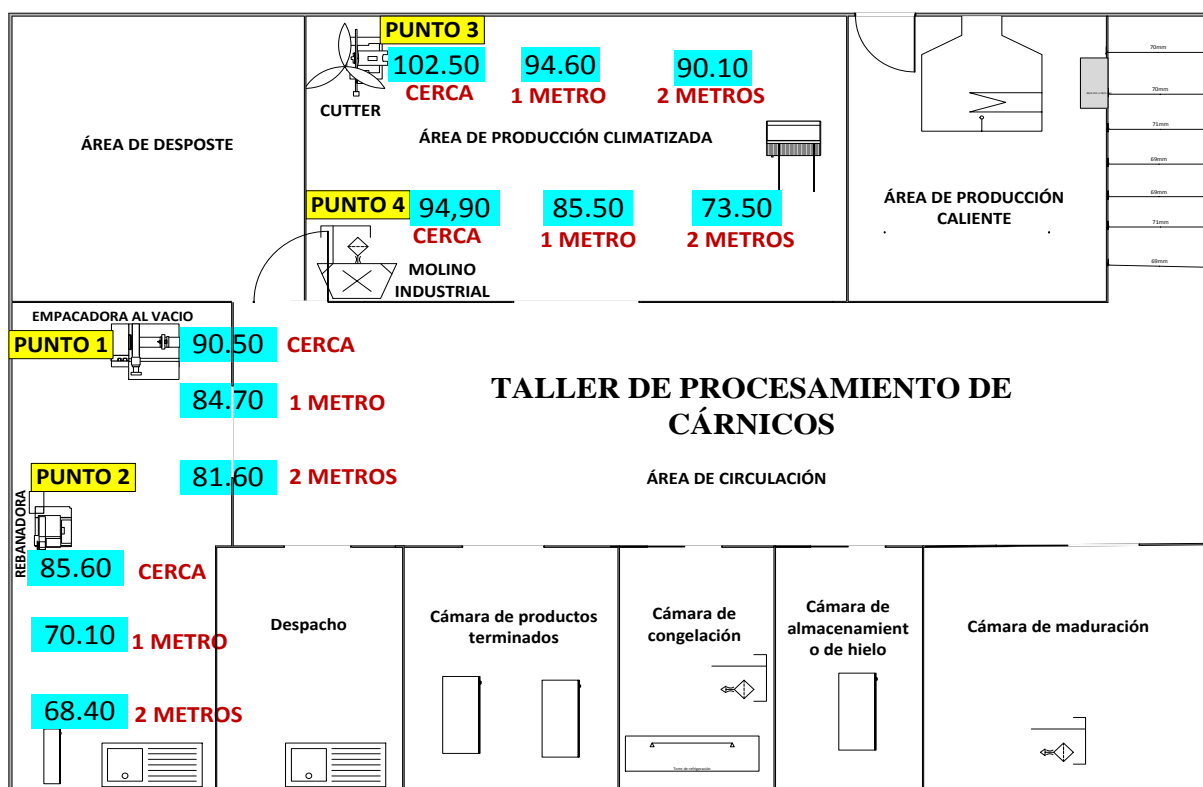 PUNTO 3
102.50
94.60
90.10
CERCA
1 METRO
2 METROS
CUTTER
ÁREA DE DESPOSTE
ÁREA DE PRODUCCIÓN CLIMATIZADA
PUNTO 4
94,90
85.50
73.50
CERCA
1 METRO
2 METROS
MOLINO
INDUSTRIAL
ÁREA DE PRODUCCIÓN
CALIENTE
70mm
70mm
71mm
69mm
69mm
71mm
69mm
EMPACADORA AL VACIO
PUNTO 1
90.50
CERCA
84.70
1 METRO
81.60
2 METROS
TALLER DE PROCESAMIENTO DE
CÁRNICOS
ÁREA DE CIRCULACIÓN
PUNTO 2
REBANADORA
85.60
CERCA
70.10
1 METRO
68.40
2 METROS
Despacho
Cámara de productos
terminados
Cámara de
congelación
Cámara de
almacenamient
o de hielo
Cámara de maduración